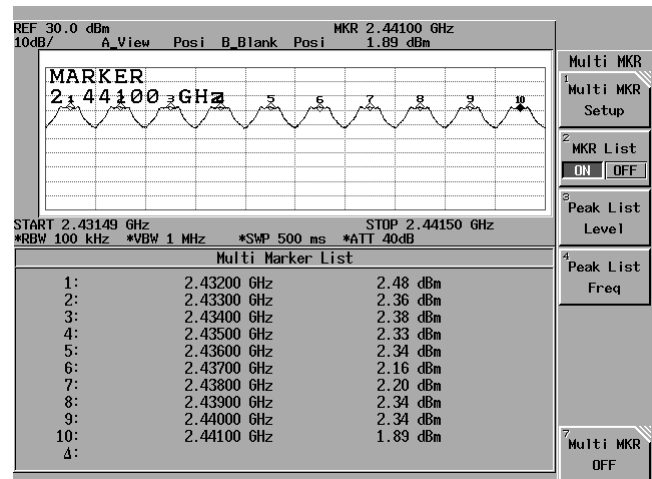 REF 30.0 dBm MKR 2.44100 GHz
10dB/ A_View Posi B_Blank Posi 1.89 dBm
MARKER
2.44100 GHz
1 2 3 4 5 6 7 8 9 10
START 2.43149 GHz STOP 2.44150 GHz
*RBW 100 kHz *VBW 1 MHz *SWP 500 ms *ATT 40dB
Multi Marker List
1: 2.43200 GHz 2.48 dBm
2: 2.43300 GHz 2.36 dBm
3: 2.43400 GHz 2.38 dBm
4: 2.43500 GHz 2.33 dBm
5: 2.43600 GHz 2.34 dBm
6: 2.43700 GHz 2.16 dBm
7: 2.43800 GHz 2.20 dBm
8: 2.43900 GHz 2.34 dBm
9: 2.44000 GHz 2.34 dBm
10: 2.44100 GHz 1.89 dBm
Δ:
Multi MKR
1 Multi MKR
Setup
2 MKR List
ON OFF
3 Peak List
Level
4 Peak List
Freq
7 Multi MKR
OFF